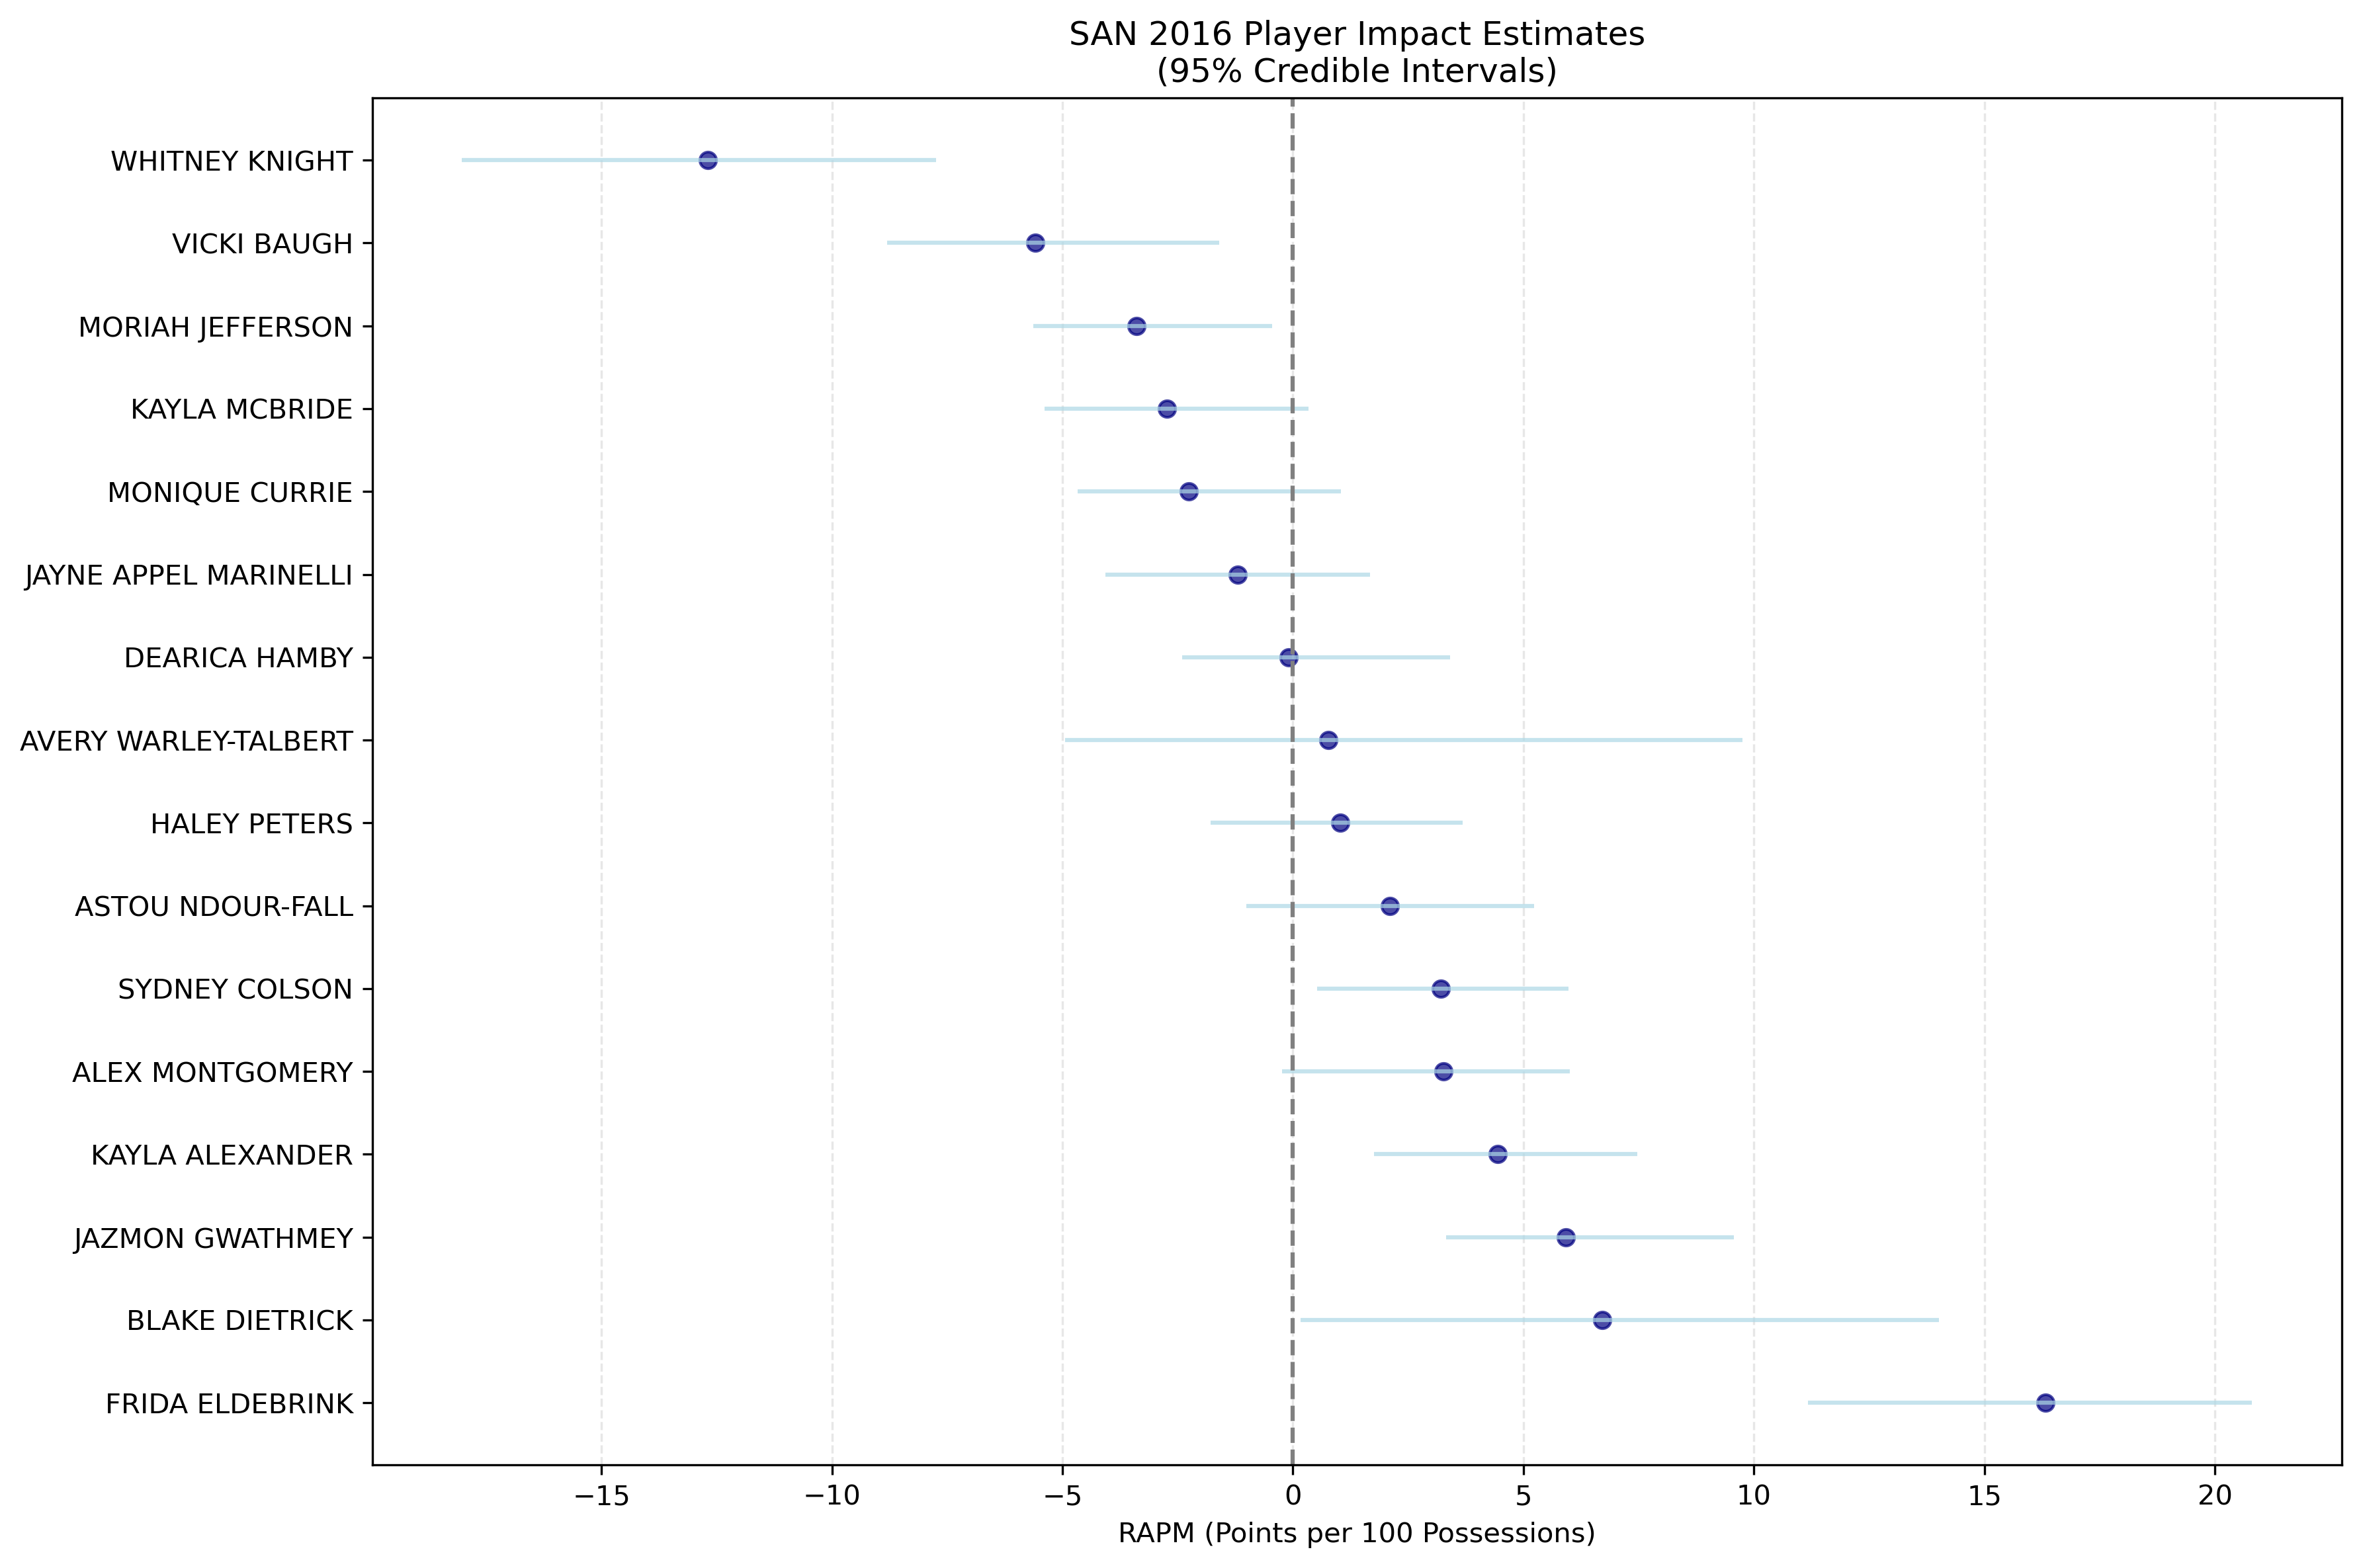 SAN 2016 Player Impact Estimates
(95% Credible Intervals)
WHITNEY KNIGHT
VICKI BAUGH
MORIAH JEFFERSON
KAYLA MCBRIDE
MONIQUE CURRIE
JAYNE APPEL MARINELLI
DEARICA HAMBY
AVERY WARLEY-TALBERT
HALEY PETERS
ASTOU NDOUR-FALL
SYDNEY COLSON
ALEX MONTGOMERY
KAYLA ALEXANDER
JAZMON GWATHMEY
BLAKE DIETRICK
FRIDA ELDEBRINK
−15 −10 −5 0 5 10 15 20
RAPM (Points per 100 Possessions)